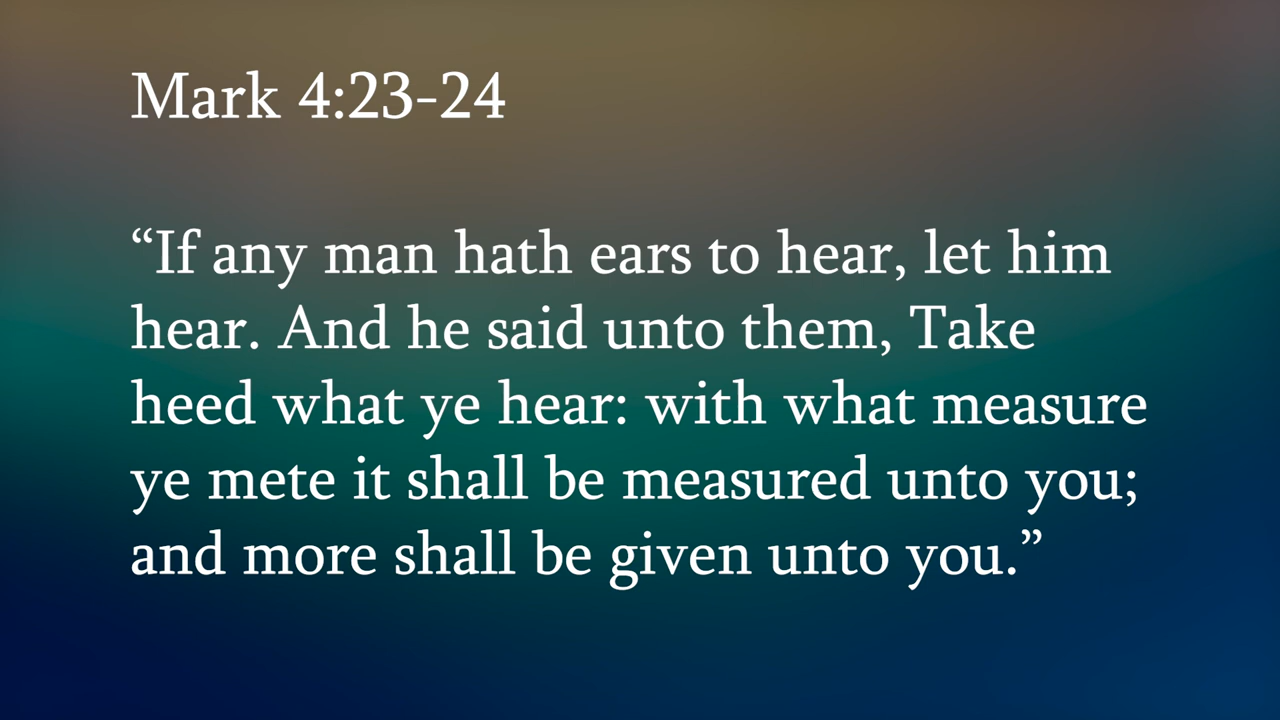 Mark 4:23-24
“If any man hath ears to hear, let him
hear. And he said unto them, Take
heed what ye hear: with what measure
ye mete it shall be measured unto you;
and more shall be given unto you.”